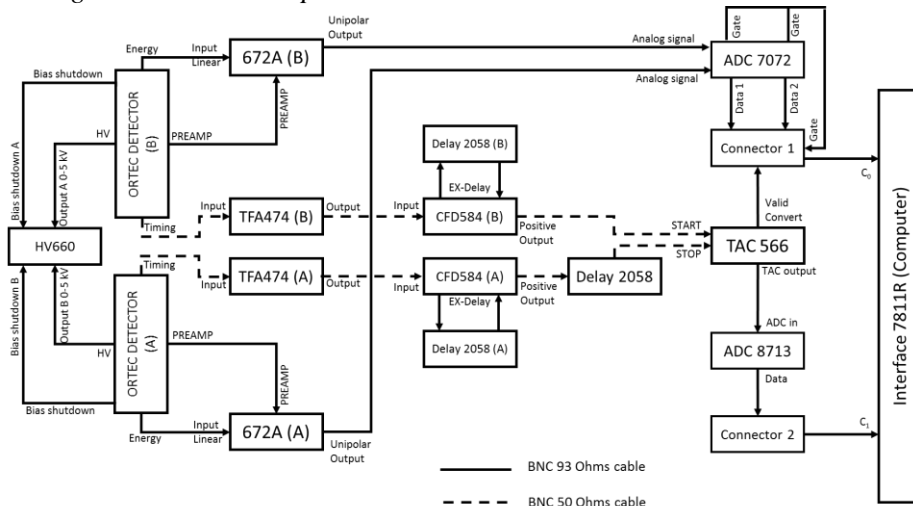 Unipolar
Output
Energy
Input
Linear
672A (B)
Analog signal
Analog signal
Gate
Gate
ADC 7072
Bias shutdown
ORTEC DETECTOR
(B)
HV
PREAMP
PREAMP
Data 1
Data 2
Gate
Bias shutdown A
Output A 0-5 kV
Delay 2058 (B)
EX-Delay
Connector 1
C0
Timing
Input
TFA474 (B)
Output
Input
CFD584 (B)
Positive
Output
Valid
Convert
START
HV660
TAC 566
STOP
Timing
Input
TFA474 (A)
Output
Input
CFD584 (A)
Positive
Output
Delay 2058
TAC output
EX-Delay
Bias shutdown B
Output B 0-5 kV
ORTEC DETECTOR
(A)
PREAMP
HV
PREAMP
Delay 2058 (A)
ADC in
ADC 8713
Data
Bias shutdown
Energy
Input
Linear
672A (A)
Unipolar
Output
Connector 2
C1
Interface 7811R (Computer)
BNC 93 Ohms cable
BNC 50 Ohms cable